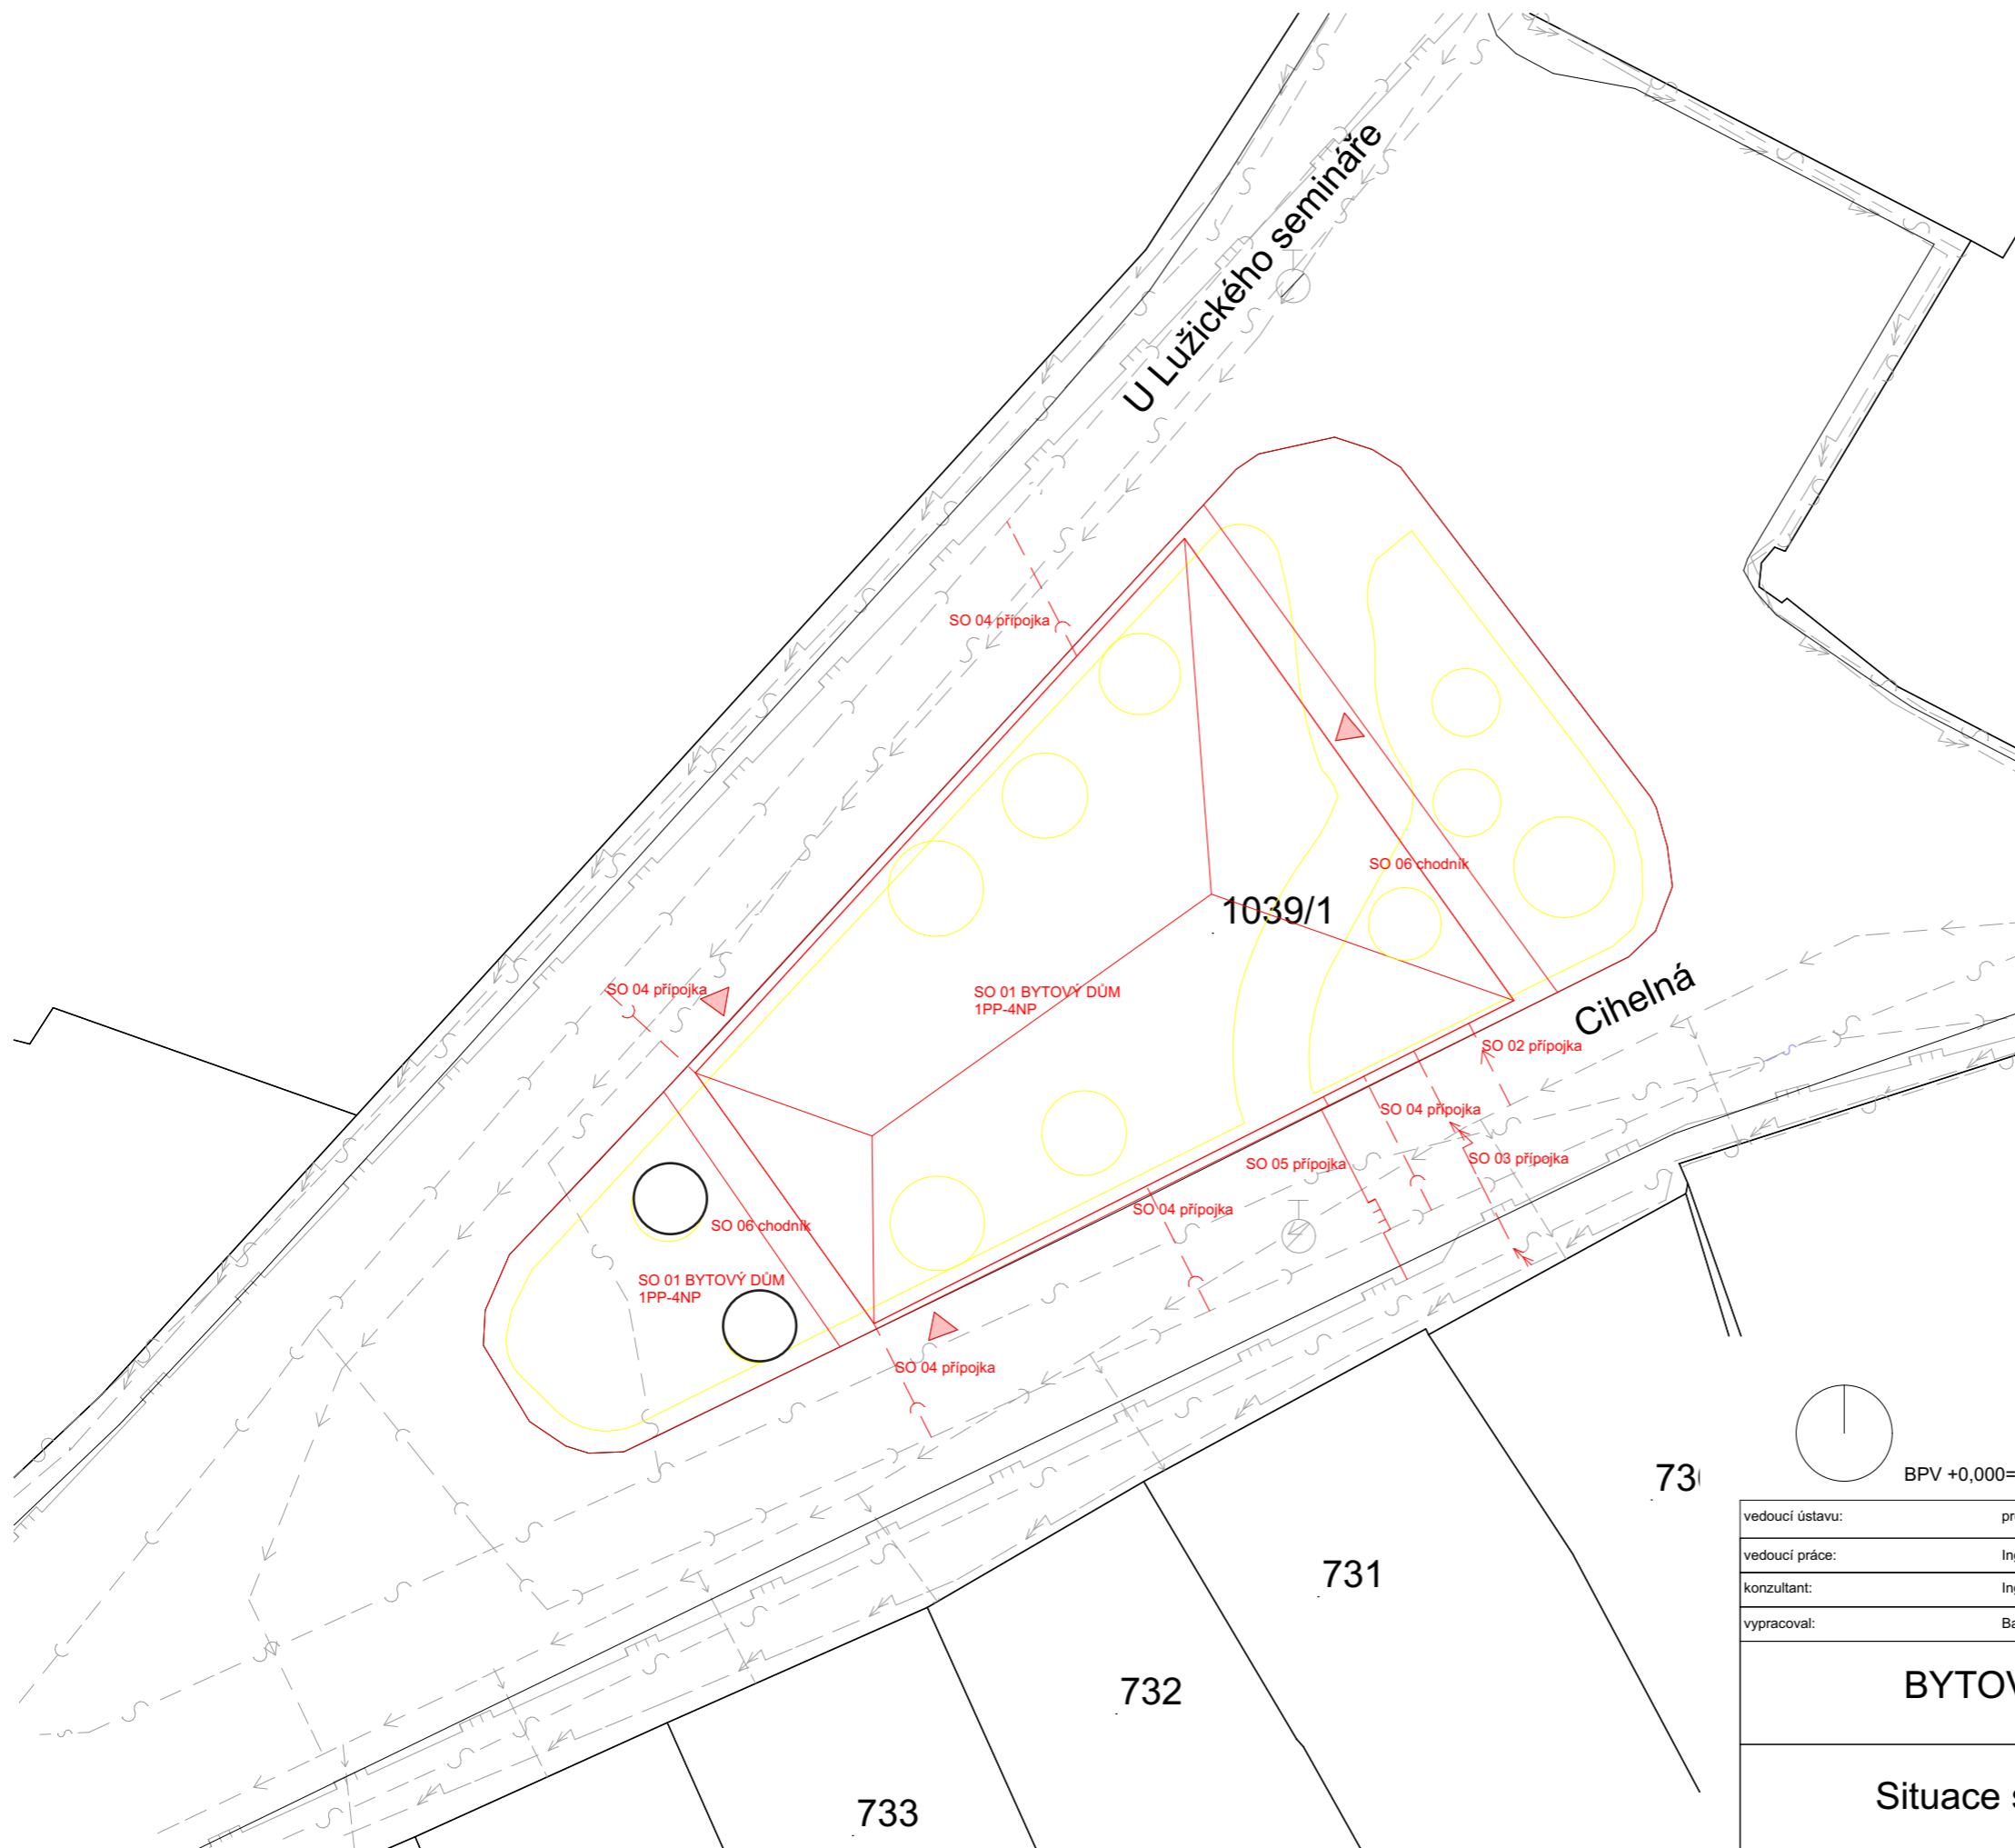 U Lužického semináře
SO 04 přípojka
SO 06 chodník
1039/1
SO 04 přípojka
SO 01 BYTOVÝ DŮM
1PP-4NP
Cihelná
SO 02 přípojka
SO 04 přípojka
SO 03 přípojka
SO 05 přípojka
SO 04 přípojka
SO 06 chodník
SO 01 BYTOVÝ DŮM
1PP-4NP
SO 04 přípojka
731
732
733
BPV +0,000=
vedoucí ústavu:
vedoucí práce:
konzultant:
vypracoval:
Situace